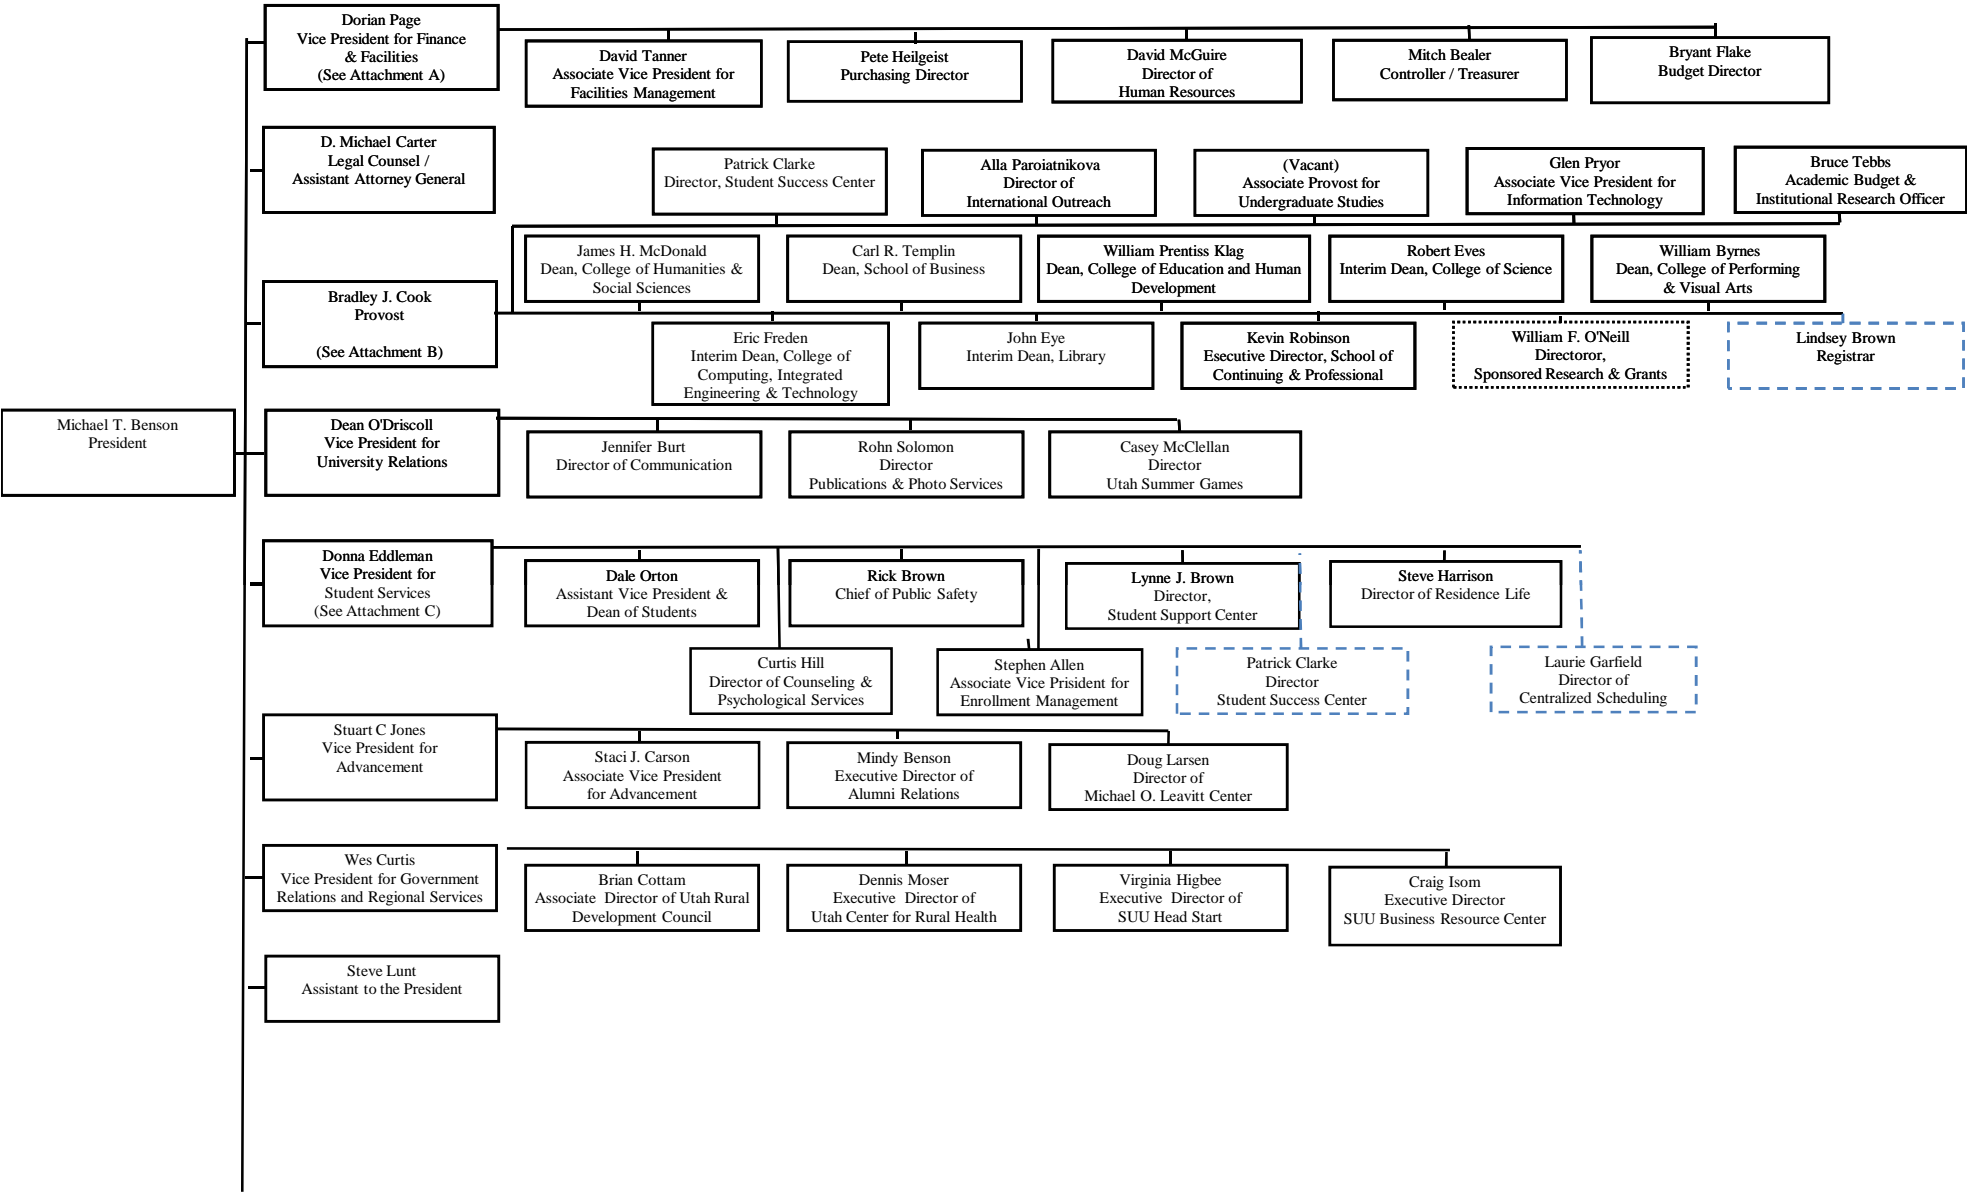 Dorian Page
Vice President for Finance
& Facilities
(See Attachment A)
David Tanner
Associate Vice President for
Facilities Management
Pete Heilgeist
Purchasing Director
David McGuire
Director of
Human Resources
Mitch Bealer
Controller / Treasurer
Bryant Flake
Budget Director
D. Michael Carter
Legal Counsel /
Assistant Attorney General
Patrick Clarke
Director, Student Success Center
Alla Paroiatnikova
Director of
International Outreach
(Vacant)
Associate Provost for
Undergraduate Studies
Glen Pryor
Associate Vice President for
Information Technology
Bruce Tebbs
Academic Budget &
Institutional Research Officer
James H. McDonald
Dean, College of Humanities &
Social Sciences
Carl R. Templin
Dean, School of Business
William Prentiss Klag
Dean, College of Education and Human
Development
Robert Eves
Interim Dean, College of Science
William Byrnes
Dean, College of Performing
& Visual Arts
Bradley J. Cook
Provost
(See Attachment B)
Eric Freden
Interim Dean, College of
Computing, Integrated
Engineering & Technology
John Eye
Interim Dean, Library
Kevin Robinson
Esecutive Director, School of
Continuing & Professional
William F. O'Neill
Directoror,
Sponsored Research & Grants
Lindsey Brown
Registrar
Michael T. Benson
President
Dean O'Driscoll
Vice President for
University Relations
Jennifer Burt
Director of Communication
Rohn Solomon
Director
Publications & Photo Services
Casey McClellan
Director
Utah Summer Games
Donna Eddleman
Vice President for
Student Services
(See Attachment C)
Dale Orton
Assistant Vice President &
Dean of Students
Rick Brown
Chief of Public Safety
Lynne J. Brown
Director,
Student Support Center
Steve Harrison
Director of Residence Life
Curtis Hill
Director of Counseling &
Psychological Services
Stephen Allen
Associate Vice Prisident for
Enrollment Management
Patrick Clarke
Director
Student Success Center
Laurie Garfield
Director of
Centralized Scheduling
Stuart C Jones
Vice President for
Advancement
Staci J. Carson
Associate Vice President
for Advancement
Mindy Benson
Executive Director of
Alumni Relations
Doug Larsen
Director of
Michael O. Leavitt Center
Wes Curtis
Vice President for Government
Relations and Regional Services
Brian Cottam
Associate Director of Utah Rural
Development Council
Dennis Moser
Executive Director of
Utah Center for Rural Health
Virginia Higbee
Executive Director of
SUU Head Start
Craig Isom
Executive Director
SUU Business Resource Center
Steve Lunt
Assistant to the President